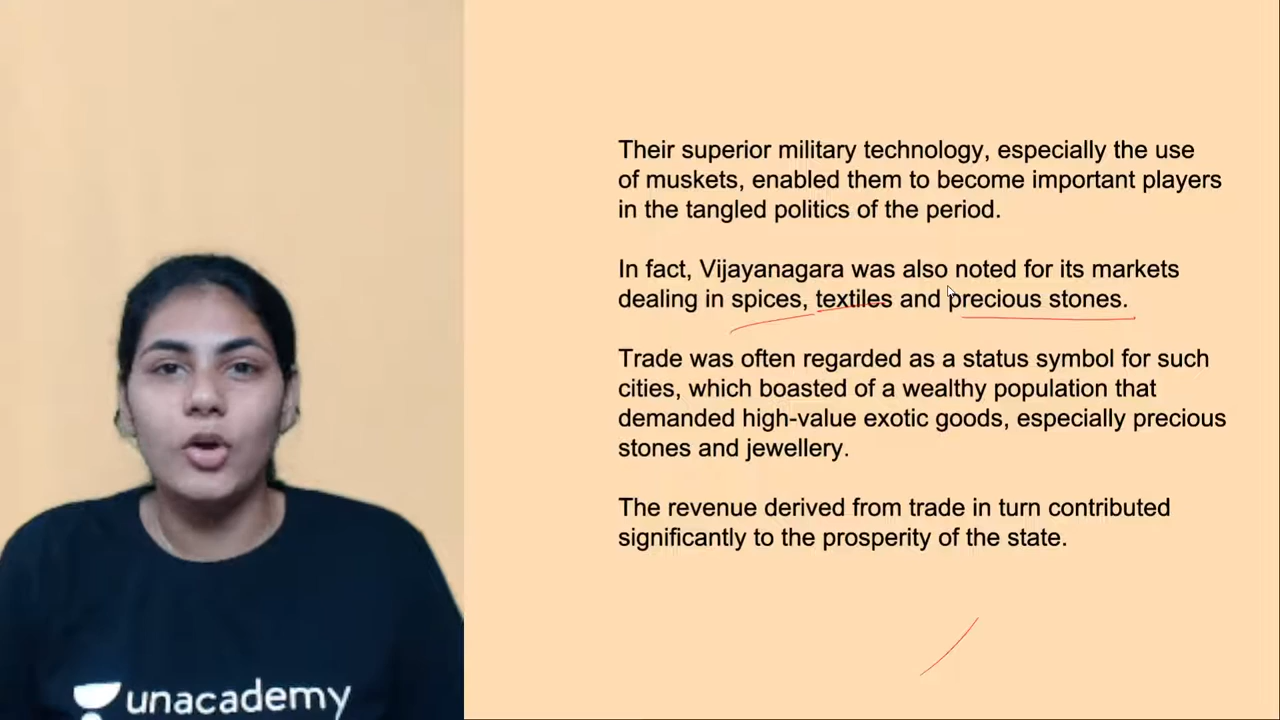 Their superior military technology, especially the use
of muskets, enabled them to become important players
in the tangled politics of the period.
In fact, Vijayanagara was also noted for its markets
dealing in spices, textiles and precious stones.
Trade was often regarded as a status symbol for such
cities, which boasted of a wealthy population that
demanded high-value exotic goods, especially precious
stones and jewellery.
The revenue derived from trade in turn contributed
significantly to the prosperity of the state.
unacademy